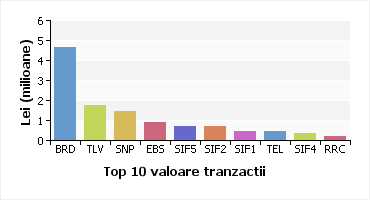 Lei (milioane)
6
5
4
3
2
1
0
BRD TLV SNP EBS SIF5 SIF2 SIF1 TEL SIF4 RRC
Top 10 valoare tranzactii